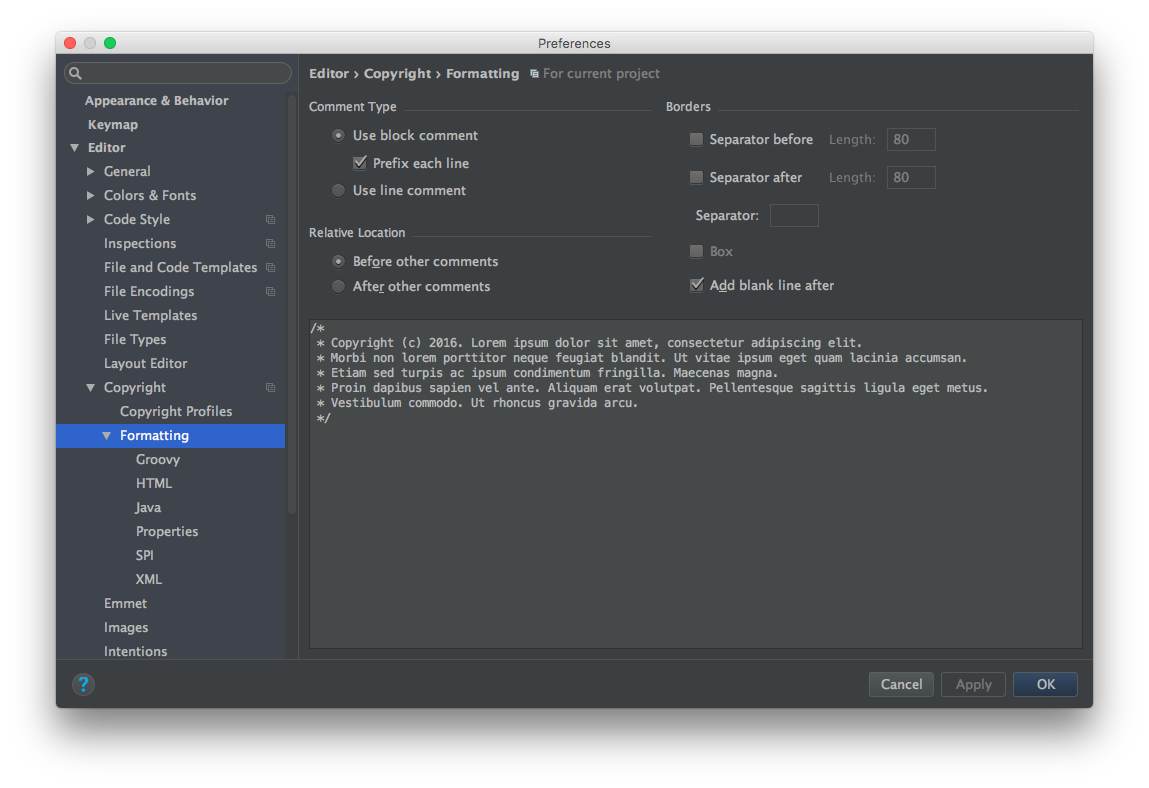 Preferences
Appearance & Behavior
Keymap
Editor
General
Colors & Fonts
Code Style
Inspections
File and Code Templates
File Encodings
Live Templates
File Types
Layout Editor
Copyright
Copyright Profiles
Formatting
Groovy
HTML
Java
Properties
SPI
XML
Emmet
Images
Intentions
Editor › Copyright › Formatting For current project
Comment Type
Use block comment
Prefix each line
Use line comment
Relative Location
Before other comments
After other comments
Borders
Separator before Length: 80
Separator after Length: 80
Separator:
Box
Add blank line after
/*
* Copyright (c) 2016. Lorem ipsum dolor sit amet, consectetur adipiscing elit.
* Morbi non lorem porttitor neque feugiat blandit. Ut vitae ipsum eget quam lacinia accumsan.
* Etiam sed turpis ac ipsum condimentum fringilla. Maecenas magna.
* Proin dapibus sapien vel ante. Aliquam erat volutpat. Pellentesque sagittis ligula eget metus.
* Vestibulum commodo. Ut rhoncus gravida arcu.
*/
? Cancel Apply OK